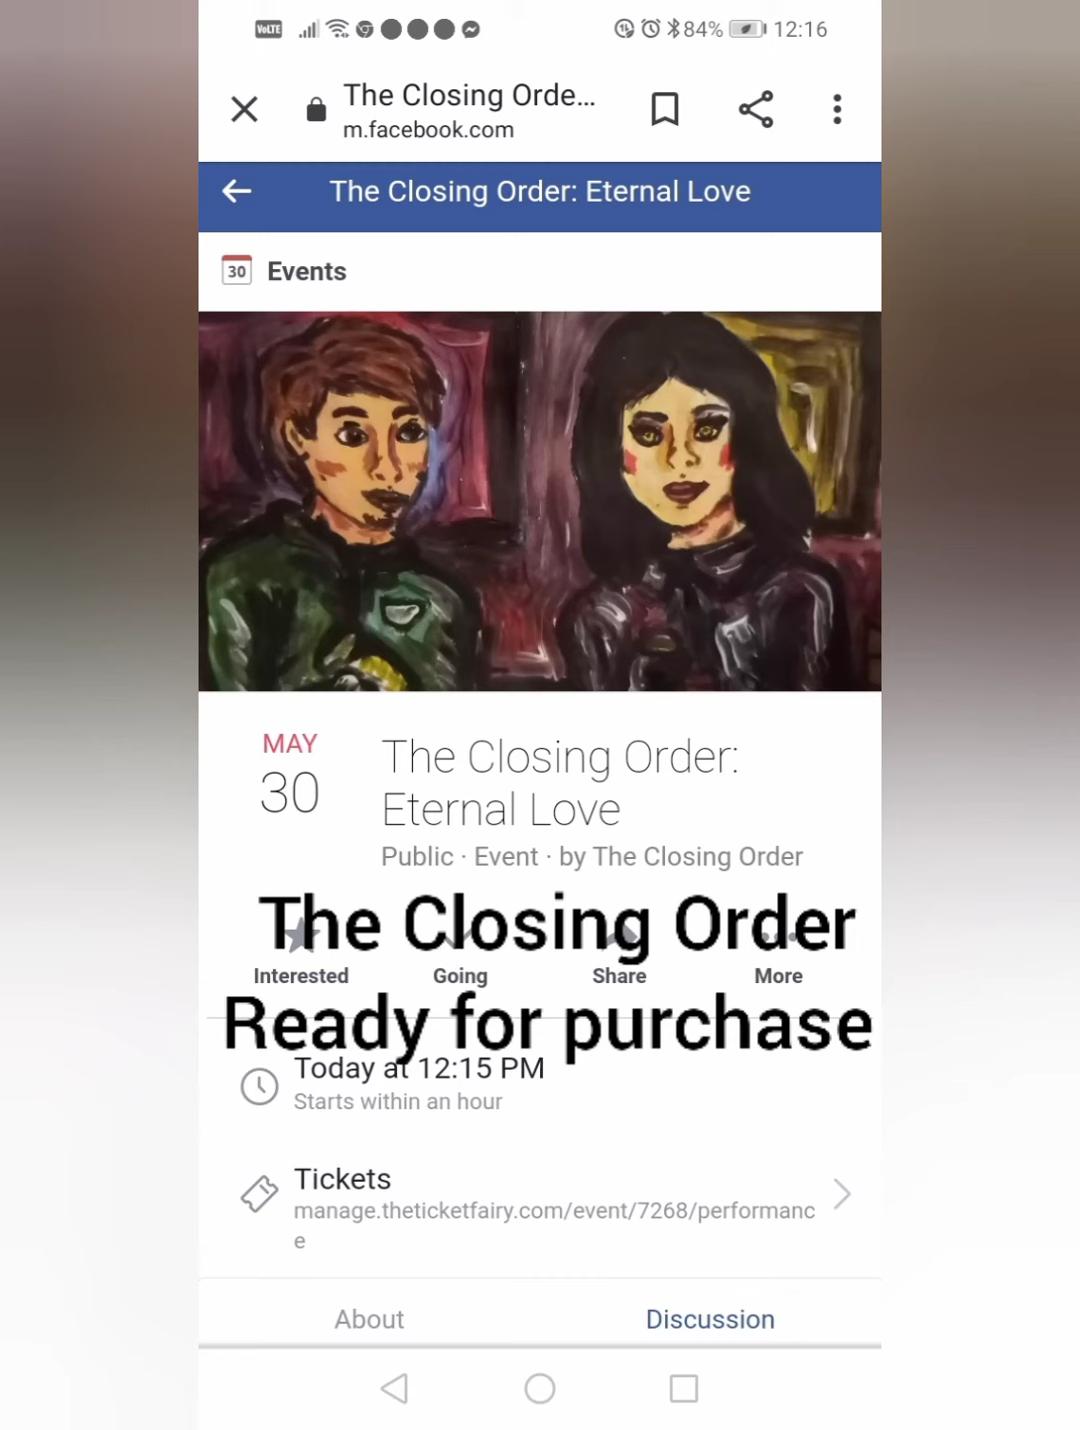 VoLTE 84% 12:16
The Closing Orde...
m.facebook.com
The Closing Order: Eternal Love
30 Events
MAY
30
The Closing Order:
Eternal Love
Public · Event · by The Closing Order
The Closing Order
Interested Going Share More
Ready for purchase
Today at 12:15 PM
Starts within an hour
Tickets
manage.theticketfairy.com/event/7268/performanc
e
About Discussion